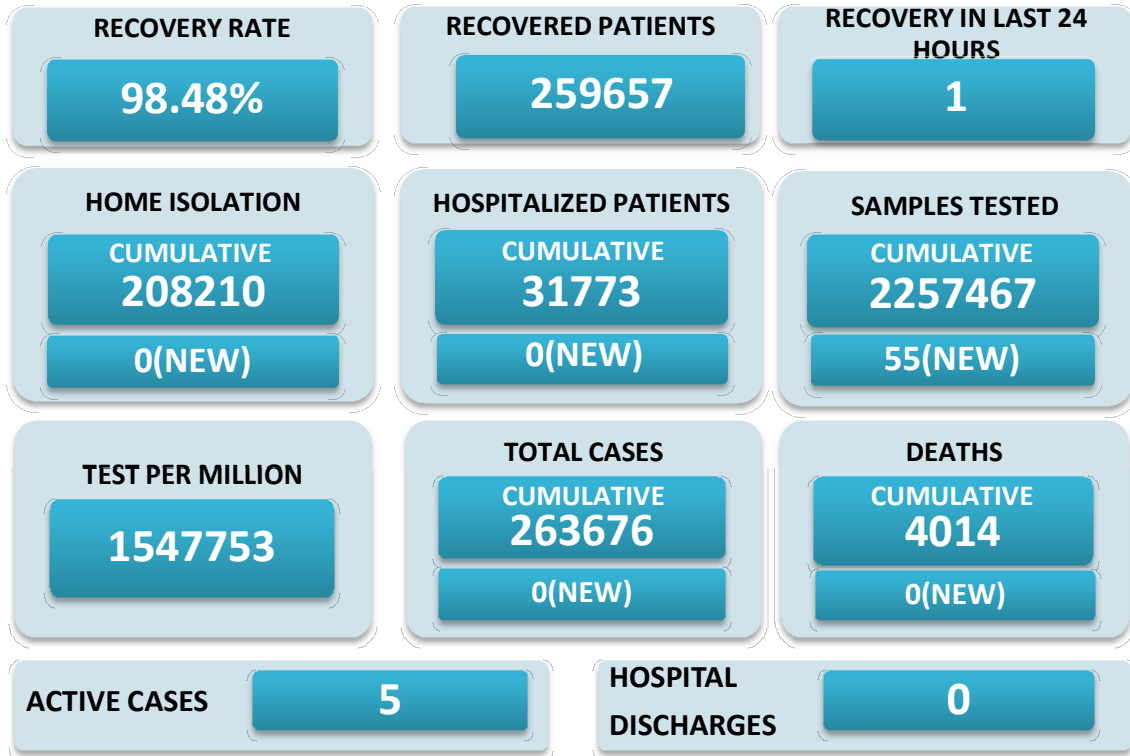 RECOVERY RATE
98.48%
RECOVERED PATIENTS
259657
RECOVERY IN LAST 24
HOURS
1
HOME ISOLATION
CUMULATIVE
208210
0(NEW)
HOSPITALIZED PATIENTS
CUMULATIVE
31773
0(NEW)
SAMPLES TESTED
CUMULATIVE
2257467
55(NEW)
TEST PER MILLION
1547753
TOTAL CASES
CUMULATIVE
263676
0(NEW)
DEATHS
CUMULATIVE
4014
0(NEW)
ACTIVE CASES
5
HOSPITAL
DISCHARGES
0